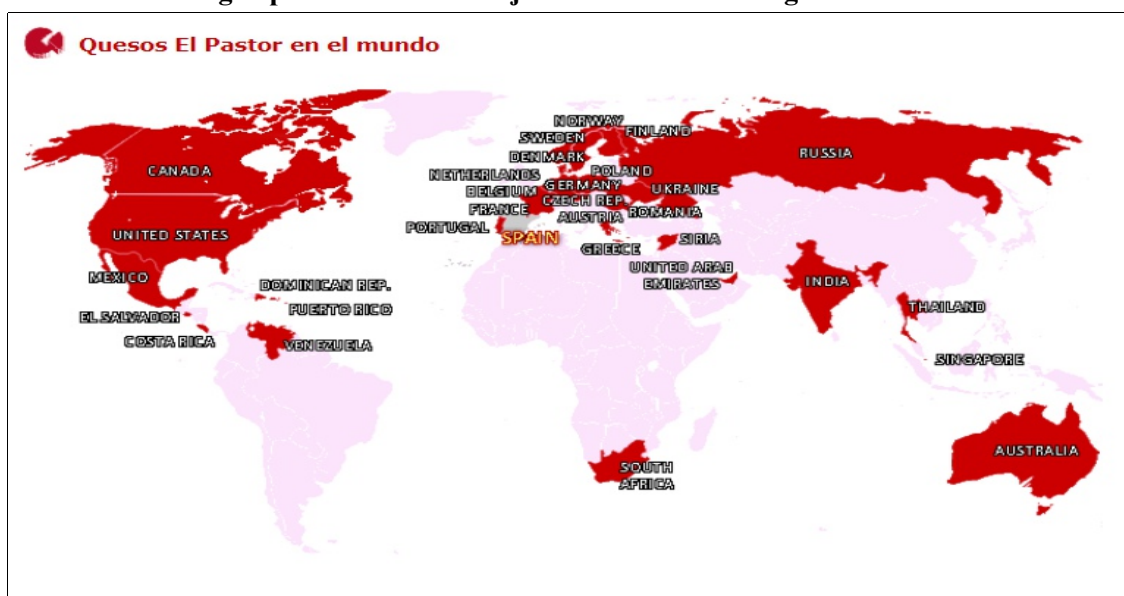 Quesos El Pastor en el mundo
NORWAY
SWEDEN
FINLAND
DENMARK
RUSSIA
CANADA
NETHERLANDS
POLAND
BELGIUM
GERMANY
UKRAINE
FRANCE
CZECH REP.
AUSTRIA
ROMANIA
PORTUGAL
SPAIN
UNITED STATES
GREECE
SIRIA
MEXICO
DOMINICAN REP.
UNITED ARAB
EMIRATES
INDIA
PUERTO RICO
THAILAND
EL SALVADOR
COSTA RICA
VENEZUELA
SINGAPORE
AUSTRALIA
SOUTH
AFRICA